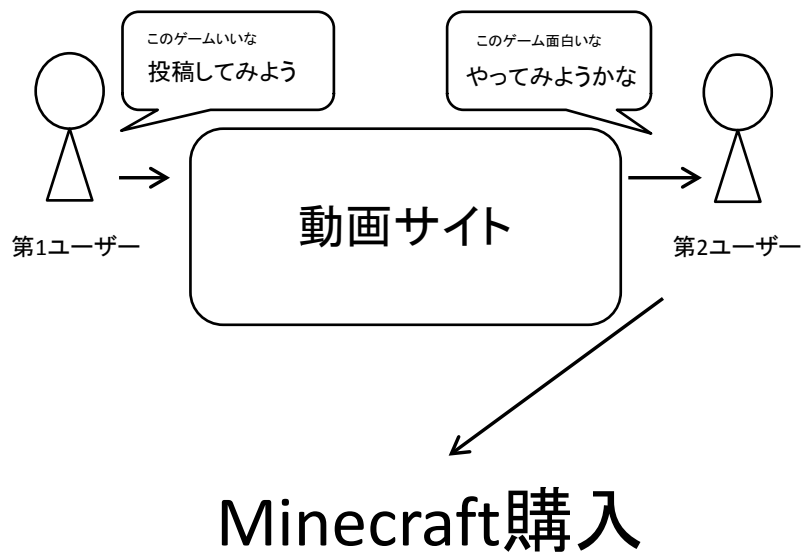 このゲームいいな
投稿してみよう
このゲーム面白いな
やってみようかな
動画サイト
第1ユーザー
第2ユーザー
Minecraft購入